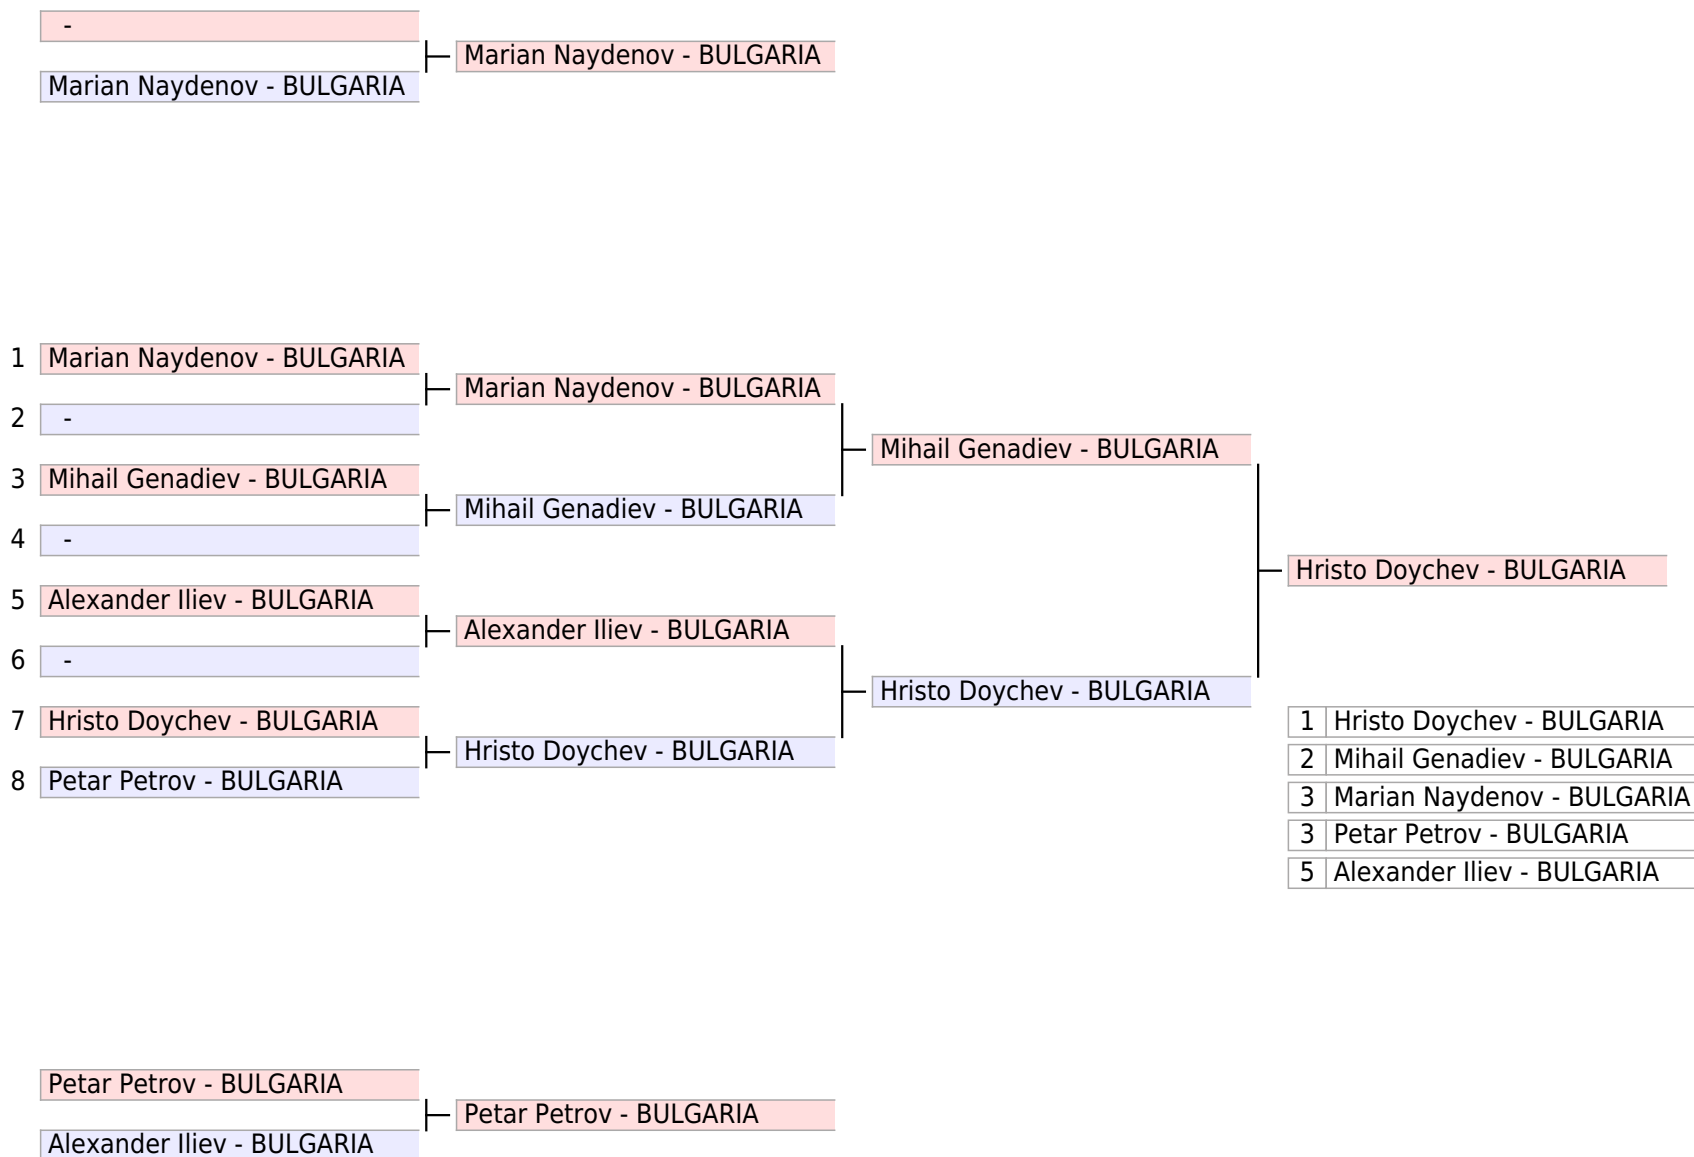 -
Marian Naydenov - BULGARIA
Marian Naydenov - BULGARIA
1 Marian Naydenov - BULGARIA
Marian Naydenov - BULGARIA
2 -
Mihail Genadiev - BULGARIA
3 Mihail Genadiev - BULGARIA
Mihail Genadiev - BULGARIA
4 -
Hristo Doychev - BULGARIA
5 Alexander Iliev - BULGARIA
Alexander Iliev - BULGARIA
6 -
Hristo Doychev - BULGARIA
7 Hristo Doychev - BULGARIA
Hristo Doychev - BULGARIA
8 Petar Petrov - BULGARIA
1 Hristo Doychev - BULGARIA
2 Mihail Genadiev - BULGARIA
3 Marian Naydenov - BULGARIA
3 Petar Petrov - BULGARIA
5 Alexander Iliev - BULGARIA
Petar Petrov - BULGARIA
Petar Petrov - BULGARIA
Alexander Iliev - BULGARIA